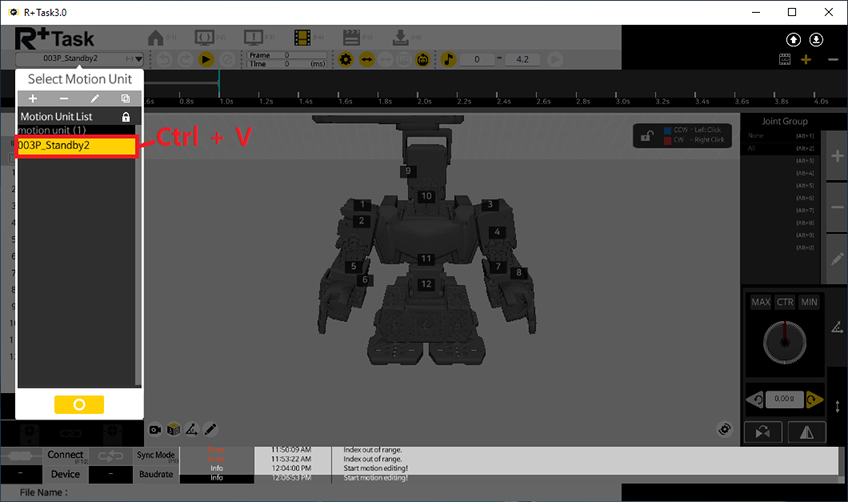 R+Task3.0
R+Task
003P_Standby2
Frame 0
Time 0 (ms)
0 - 4.2
Select Motion Unit
Motion Unit List
motion unit (1)
003P_Standby2
Ctrl + V
0.6s 0.8s 1.0s 1.2s 1.4s 1.6s 1.8s 2.0s 2.2s 2.4s 2.6s 2.8s 3.0s 3.2s 3.4s 3.6s 3.8s 4.0s
CCW - Left Click
CW - Right Click
Joint Group
None (Alt+1)
All (Alt+2)
(Alt+3)
(Alt+4)
(Alt+5)
(Alt+6)
(Alt+7)
(Alt+8)
(Alt+9)
(Alt+0)
9
10
1
3
2
4
11
5
7
6
8
12
MAX CTR MIN
0.00 g
Connect
Device
Sync Mode
Baudrate
11:50:09 AM Index out of range.
11:53:22 AM Index out of range.
Info 12:04:00 PM Start motion editing!
Info 12:06:53 PM Start motion editing!
File Name :